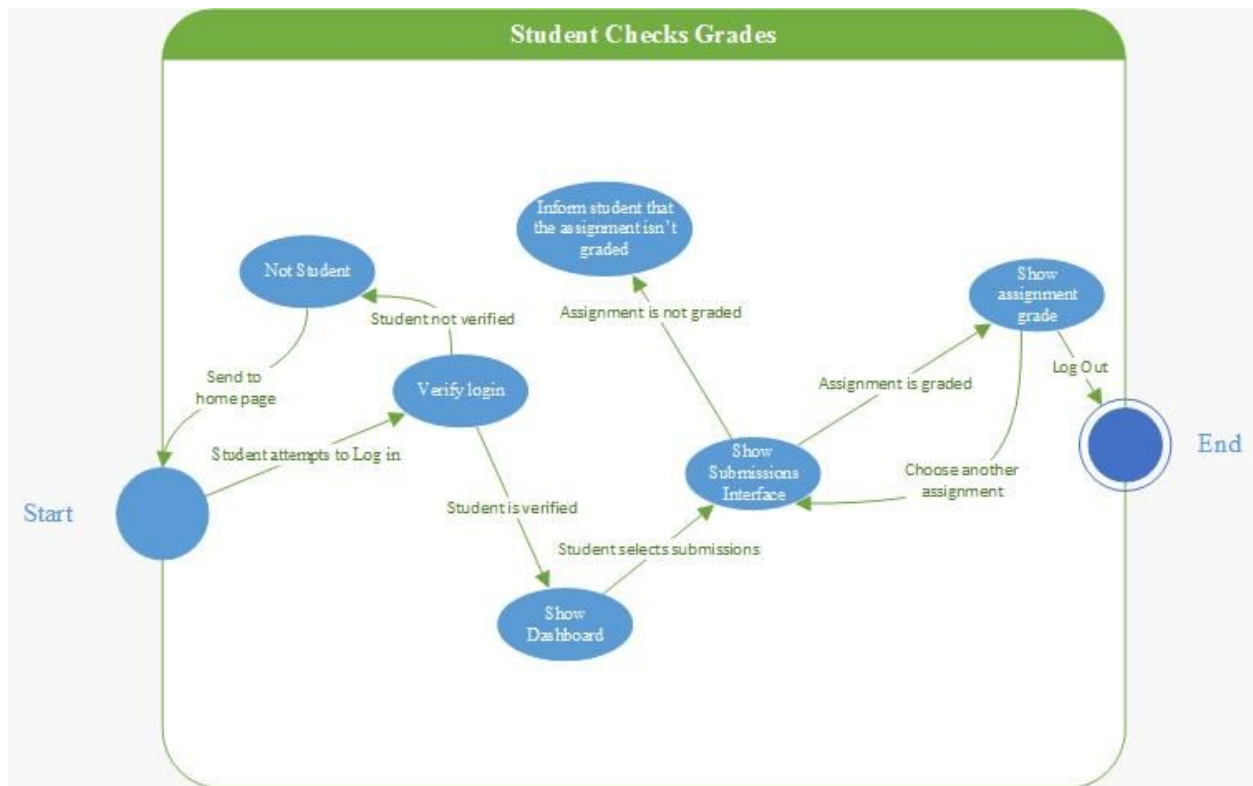 Student Checks Grades
Inform student that
the assignment isn't
graded
Not Student
Show
assignment
grade
Assignment is not graded
Student not verified
Log Out
Send to
home page
Verify login
Assignment is graded
Student attempts to Log in
Show
Submissions
Interface
Choose another
assignment
End
Start
Student is verified
Student selects submissions
Show
Dashboard